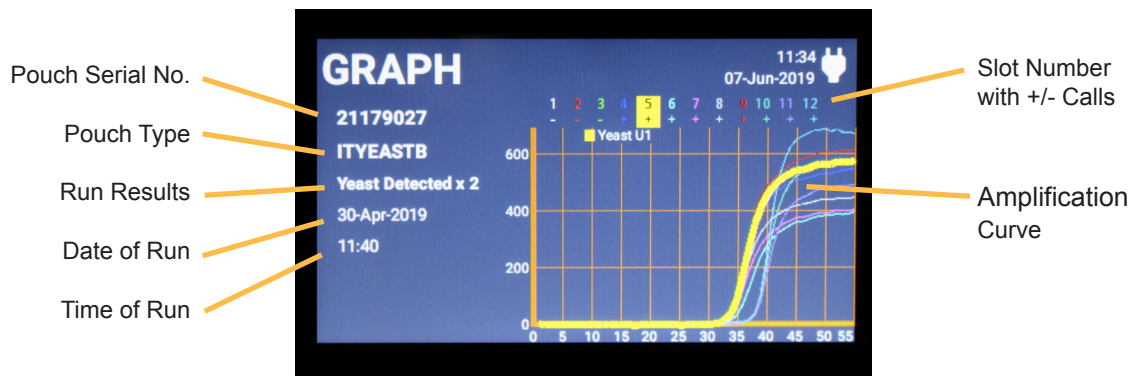 Pouch Serial No.
Pouch Type
Run Results
Date of Run
Time of Run
GRAPH
21179027
ITYEASTB
Yeast Detected x 2
30-Apr-2019
11:40
11:34
07-Jun-2019
1 2 3 4 5 6 7 8 9 10 11 12
- - - + + + + + + + + +
Yeast U1
600
400
200
0
0 5 10 15 20 25 30 35 40 45 50 55
Slot Number
with +/- Calls
Amplification
Curve